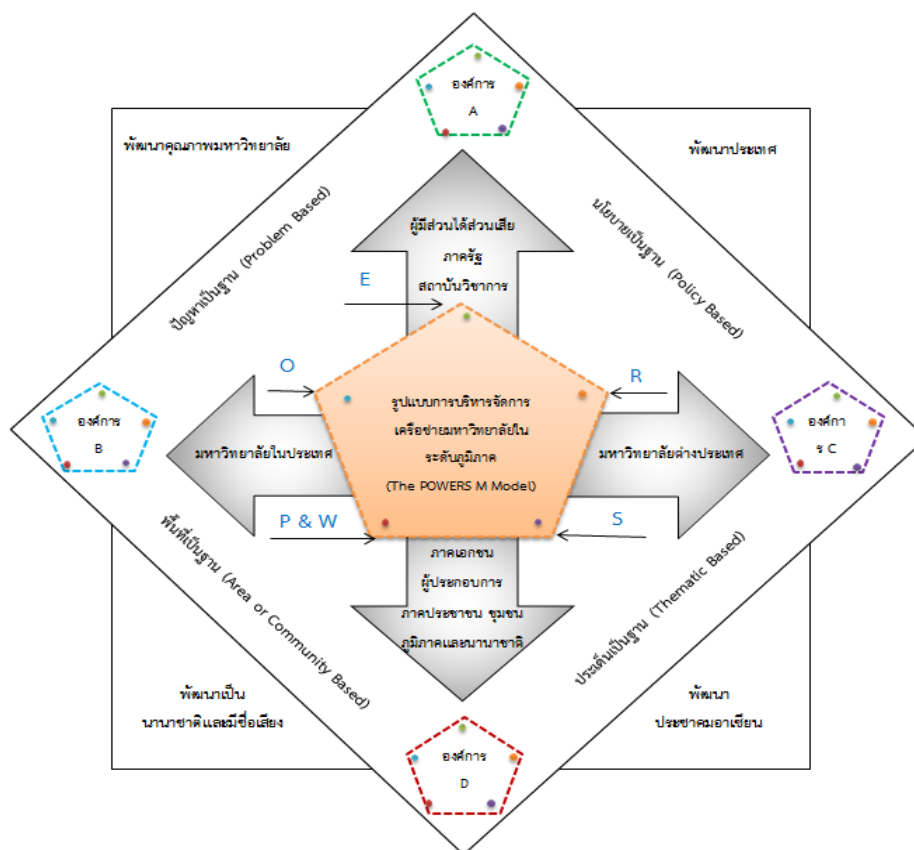 องค์การ
A
พัฒนาคุณภาพมหาวิทยาลัย
พัฒนาประเทศ
ปัญหาเป็นฐาน (Problem Based)
นโยบายเป็นฐาน (Policy Based)
ผู้มีส่วนได้ส่วนเสีย
ภาครัฐ
สถาบันวิชาการ
E
O
R
องค์การ
B
มหาวิทยาลัยในประเทศ
รูปแบบการบริหารจัดการ
เครือข่ายมหาวิทยาลัยใน
ระดับภูมิภาค
(The POWERS M Model)
มหาวิทยาลัยต่างประเทศ
องค์กา
ร C
P & W
S
ภาคเอกชน
ผู้ประกอบการ
ภาคประชาชน ชุมชน
ภูมิภาคและนานาชาติ
พื้นที่เป็นฐาน (Area or Community Based)
ประเด็นเป็นฐาน (Thematic Based)
พัฒนาเป็น
นานาชาติและมีชื่อเสียง
พัฒนา
ประชาคมอาเซียน
องค์การ
D